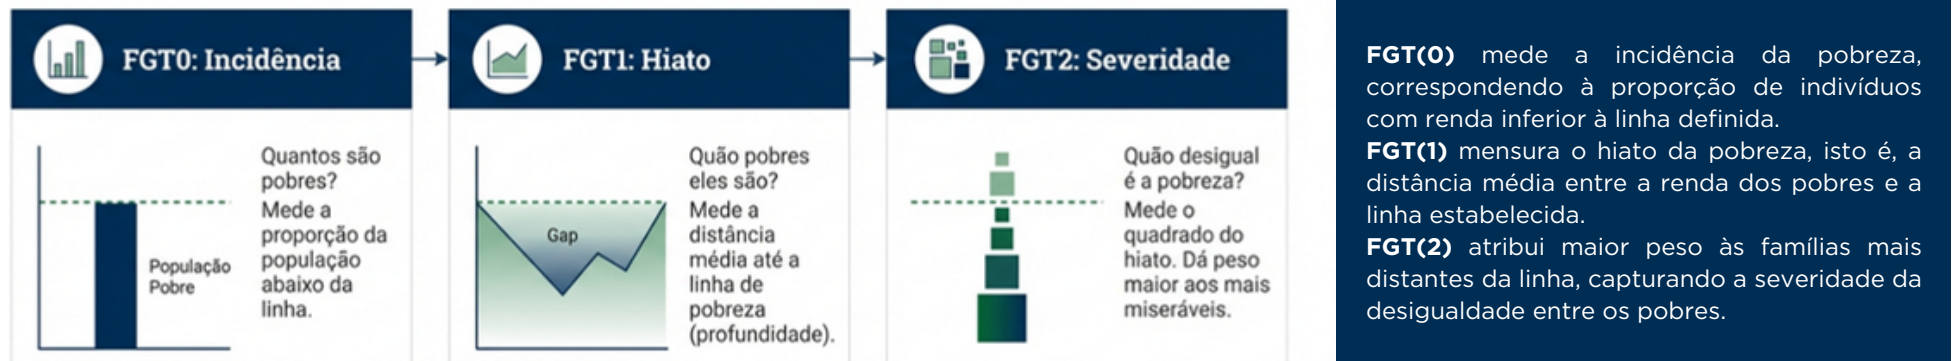 FGT0: Incidência
Quantos são
pobres?
Mede a
proporção da
população
abaixo da
linha.
População
Pobre
FGT1: Hiato
Gap
Quão pobres
eles são?
Mede a
distância
média até a
linha de
pobreza
(profundidade).
FGT2: Severidade
Quão desigual
é a pobreza?
Mede o
quadrado do
hiato. Dá peso
maior aos mais
miseráveis.
FGT(0) mede a incidência da pobreza,
correspondendo à proporção de indivíduos
com renda inferior à linha definida.
FGT(1) mensura o hiato da pobreza, isto é, a
distância média entre a renda dos pobres e a
linha estabelecida.
FGT(2) atribui maior peso às famílias mais
distantes da linha, capturando a severidade da
desigualdade entre os pobres.